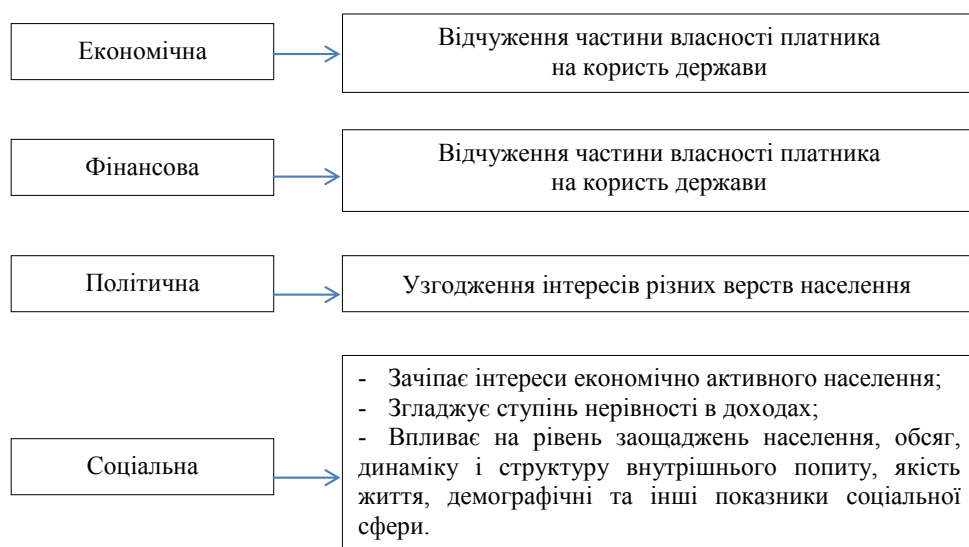 Економічна
Відчуження частини власності платника
на користь держави
Фінансова
Відчуження частини власності платника
на користь держави
Політична
Узгодження інтересів різних верств населення
Соціальна
- Зачіпає інтереси економічно активного населення;
- Згладжує ступінь нерівності в доходах;
- Впливає на рівень заощаджень населення, обсяг,
динаміку і структуру внутрішнього попиту, якість
життя, демографічні та інші показники соціальної
сфери.